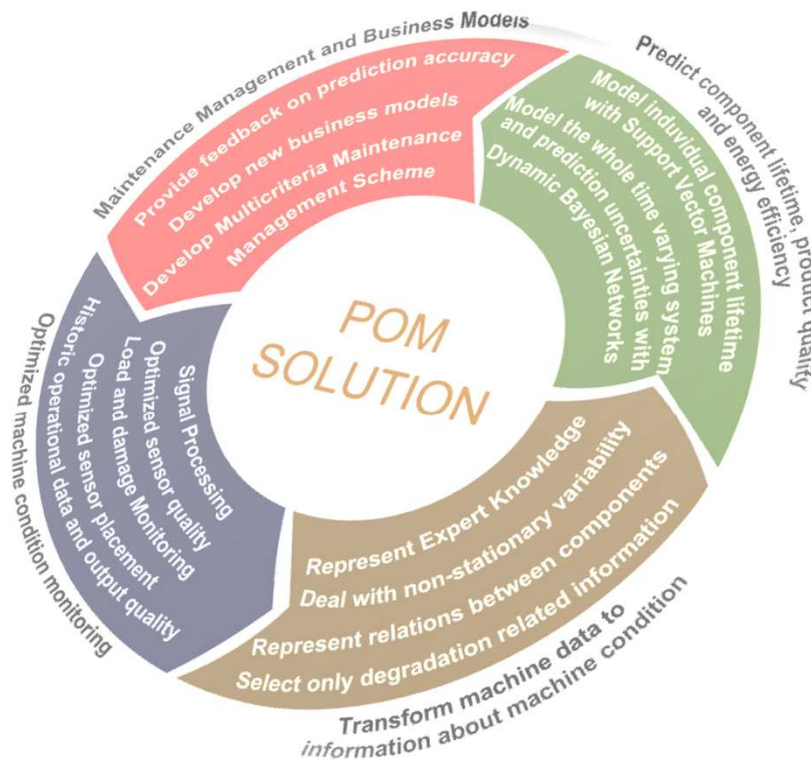 Maintenance Management and Business Models
Provide feedback on prediction accuracy
Develop new business models
Develop Multicriteria Maintenance
Management Scheme
Predict component lifetime, product quality
and energy efficiency
Model induvidual component lifetime
with Support Vector Machines
Model the whole time varying system
and prediction uncertainties with
Dynamic Bayesian Networks
POM
SOLUTION
Signal Processing
Optimized sensor quality
Load and damage Monitoring
Optimized sensor placement
Historic operational data and output quality
Optimized machine condition monitoring
Represent Expert Knowledge
Deal with non-stationary variability
Represent relations between components
Select only degradation related information
Transform machine data to
information about machine condition